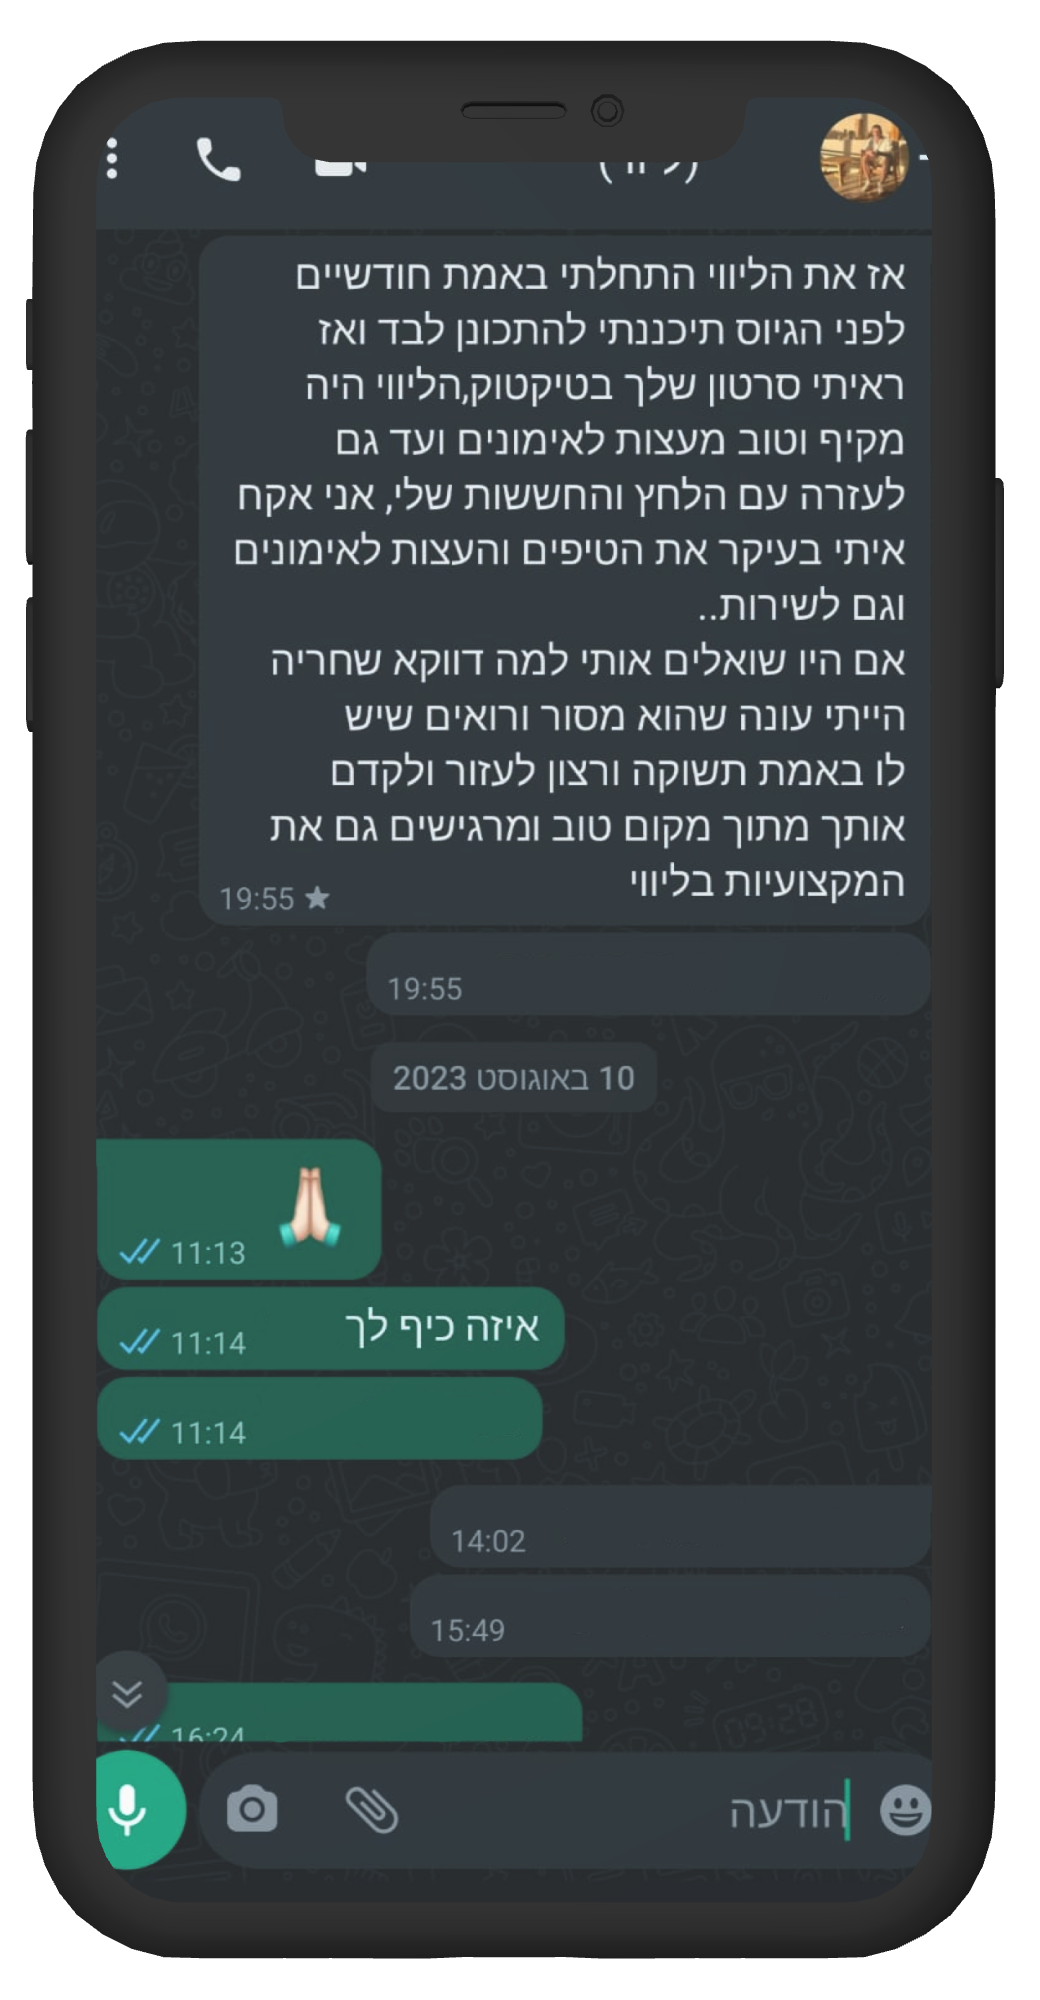 אז את הליווי התחלתי באמת חודשיים
לפני הגיוס תיכננתי להתכונן לבד ואז
ראיתי סרטון שלך בטיקטוק,הליווי היה
מקיף וטוב מעצות לאימונים ועד גם
לעזרה עם הלחץ והחששות שלי, אני אקח
איתי בעיקר את הטיפים והעצות לאימונים
וגם לשירות..
אם היו שואלים אותי למה דווקא שחריה
הייתי עונה שהוא מסור ורואים שיש
לו באמת תשוקה ורצון לעזור ולקדם
אותך מתוך מקום טוב ומרגישים גם את
המקצועיות בליווי
19:55
19:55
10 באוגוסט 2023
11:13
איזה כיף לך
11:14
11:14
14:02
15:49
16:24
הודעה